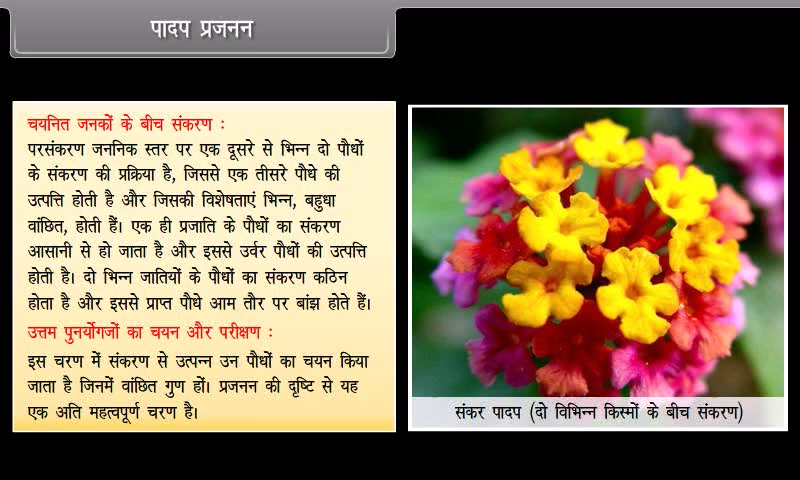 पादप प्रजनन
चयनित जनकों के बीच संकरण :
परसंकरण जननिक स्तर पर एक दूसरे से भिन्न दो पौधों
के संकरण की प्रक्रिया है, जिससे एक तीसरे पौधे की
उत्पत्ति होती है और जिसकी विशेषताएं भिन्न, बहुधा
वांछित, होती हैं। एक ही प्रजाति के पौधों का संकरण
आसानी से हो जाता है और इससे उर्वर पौधों की उत्पत्ति
होती है। दो भिन्न जातियों के पौधों का संकरण कठिन
होता है और इससे प्राप्त पौधे आम तौर पर बांझ होते हैं।
उत्तम पुनर्योगजों का चयन और परीक्षण :
इस चरण में संकरण से उत्पन्न उन पौधों का चयन किया
जाता है जिनमें वांछित गुण हों। प्रजनन की दृष्टि से यह
एक अति महत्वपूर्ण चरण है।
संकर पादप (दो विभिन्न किस्मों के बीच संकरण)